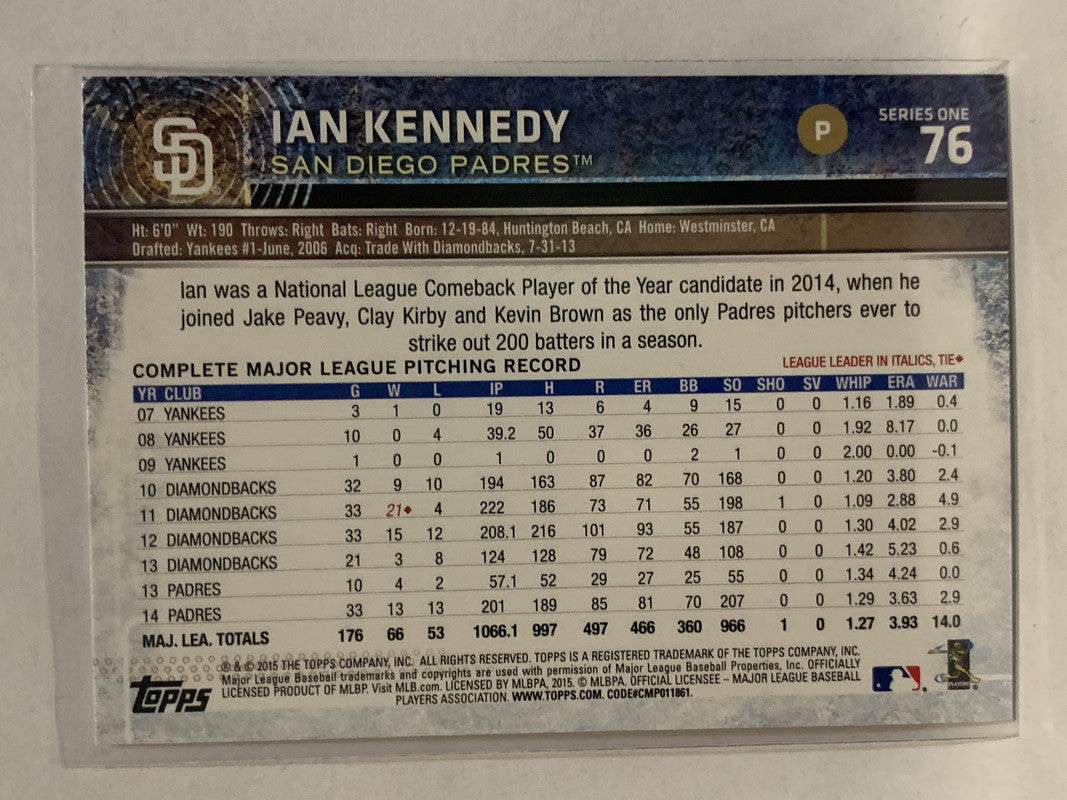 SD
IAN KENNEDY
SAN DIEGO PADRES™
P
SERIES ONE
76
Ht: 6'0" Wt: 190 Throws: Right Bats: Right Born: 12-19-84, Huntington Beach, CA Home: Westminster, CA
Drafted: Yankees #1-June, 2006 Acq: Trade With Diamondbacks, 7-31-13
Ian was a National League Comeback Player of the Year candidate in 2014, when he
joined Jake Peavy, Clay Kirby and Kevin Brown as the only Padres pitchers ever to
strike out 200 batters in a season.
COMPLETE MAJOR LEAGUE PITCHING RECORD
LEAGUE LEADER IN ITALICS, TIE◆
YR CLUB G W L IP H R ER BB SO SHO SV WHIP ERA WAR
07 YANKEES 3 1 0 19 13 6 4 9 15 0 0 1.16 1.89 0.4
08 YANKEES 10 0 4 39.2 50 37 36 26 27 0 0 1.92 8.17 0.0
09 YANKEES 1 0 0 1 0 0 0 2 1 0 0 2.00 0.00 -0.1
10 DIAMONDBACKS 32 9 10 194 163 87 82 70 168 0 0 1.20 3.80 2.4
11 DIAMONDBACKS 33 21◆ 4 222 186 73 71 55 198 1 0 1.09 2.88 4.9
12 DIAMONDBACKS 33 15 12 208.1 216 101 93 55 187 0 0 1.30 4.02 2.9
13 DIAMONDBACKS 21 3 8 124 128 79 72 48 108 0 0 1.42 5.23 0.6
13 PADRES 10 4 2 57.1 52 29 27 25 55 0 0 1.34 4.24 0.0
14 PADRES 33 13 13 201 189 85 81 70 207 0 0 1.29 3.63 2.9
MAJ. LEA. TOTALS 176 66 53 1066.1 997 497 466 360 966 1 0 1.27 3.93 14.0
® & © 2015 THE TOPPS COMPANY, INC. ALL RIGHTS RESERVED. TOPPS IS A REGISTERED TRADEMARK OF THE TOPPS COMPANY, INC.
Major League Baseball trademarks and copyrights are used with permission of Major League Baseball Properties, Inc. OFFICIALLY
LICENSED PRODUCT OF MLBP. Visit MLB.com. LICENSED BY MLBPA, 2015. © MLBPA. OFFICIAL LICENSEE – MAJOR LEAGUE BASEBALL
PLAYERS ASSOCIATION. WWW.TOPPS.COM. CODE#CMP011861.
Topps